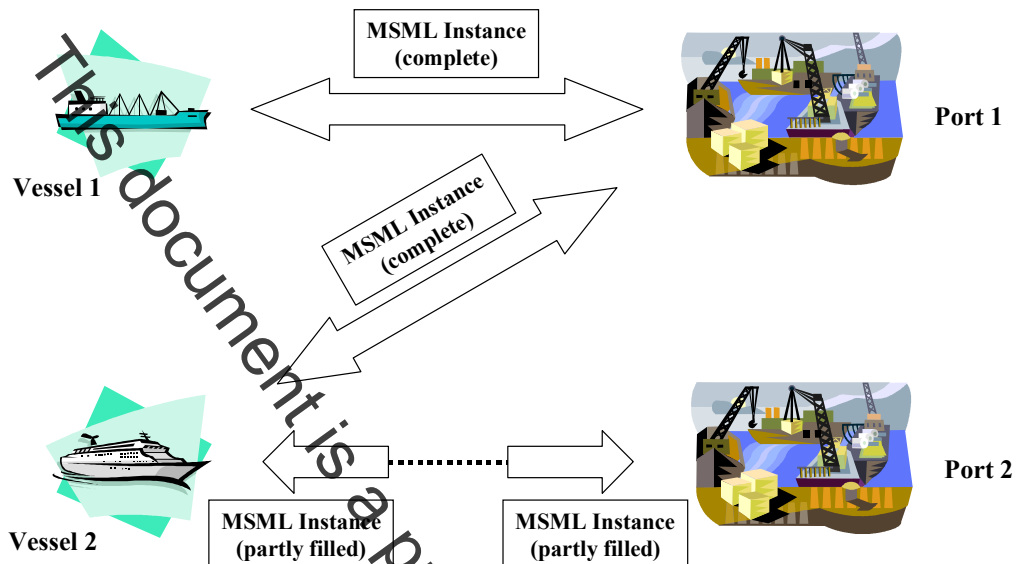 MSML Instance
(complete)
Port 1
Vessel 1
MSML Instance
(complete)
Vessel 2
MSML Instance
(partly filled)
MSML Instance
(partly filled)
Port 2
This document is a